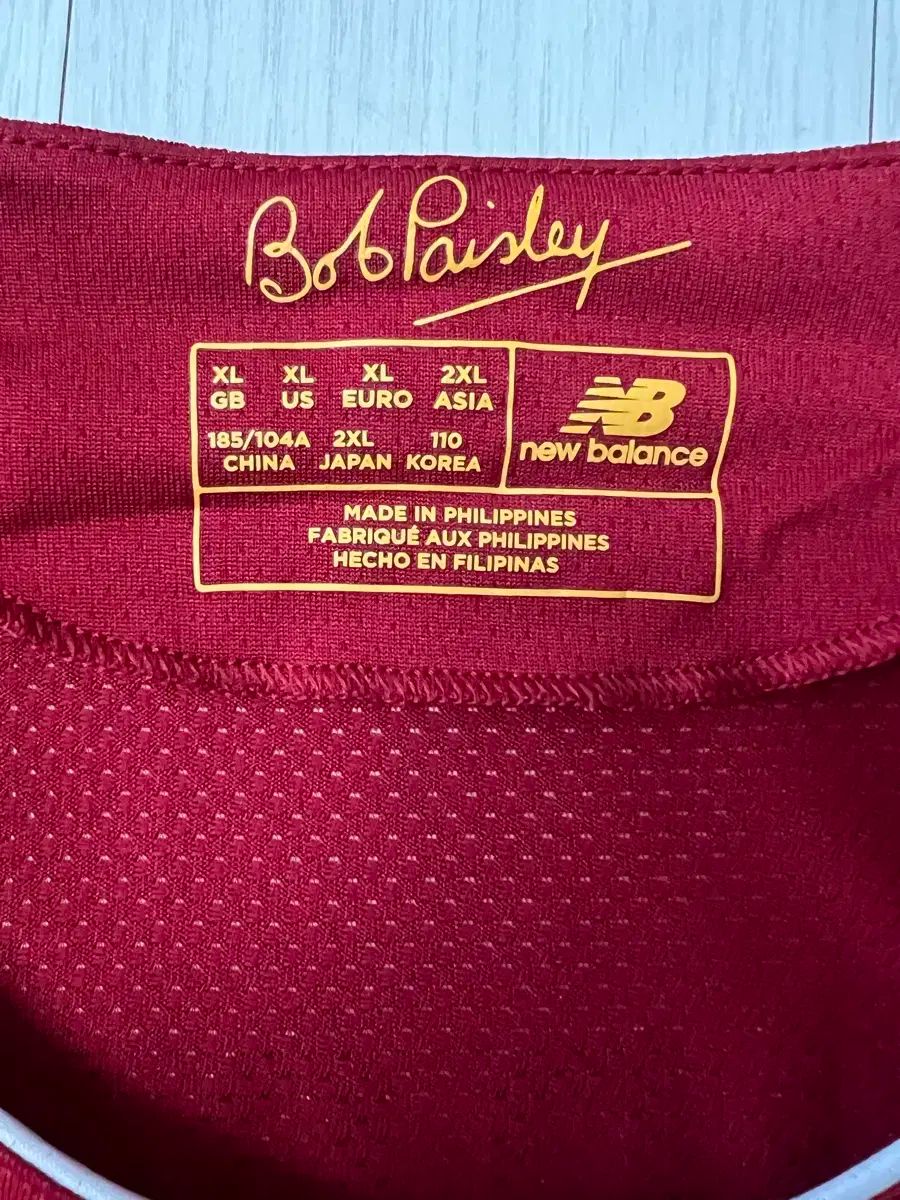 Bob Paisley
XL XL XL 2XL
GB US EURO ASIA
185/104A 2XL 110
CHINA JAPAN KOREA
NB
new balance
MADE IN PHILIPPINES
FABRIQUÉ AUX PHILIPPINES
HECHO EN FILIPINAS